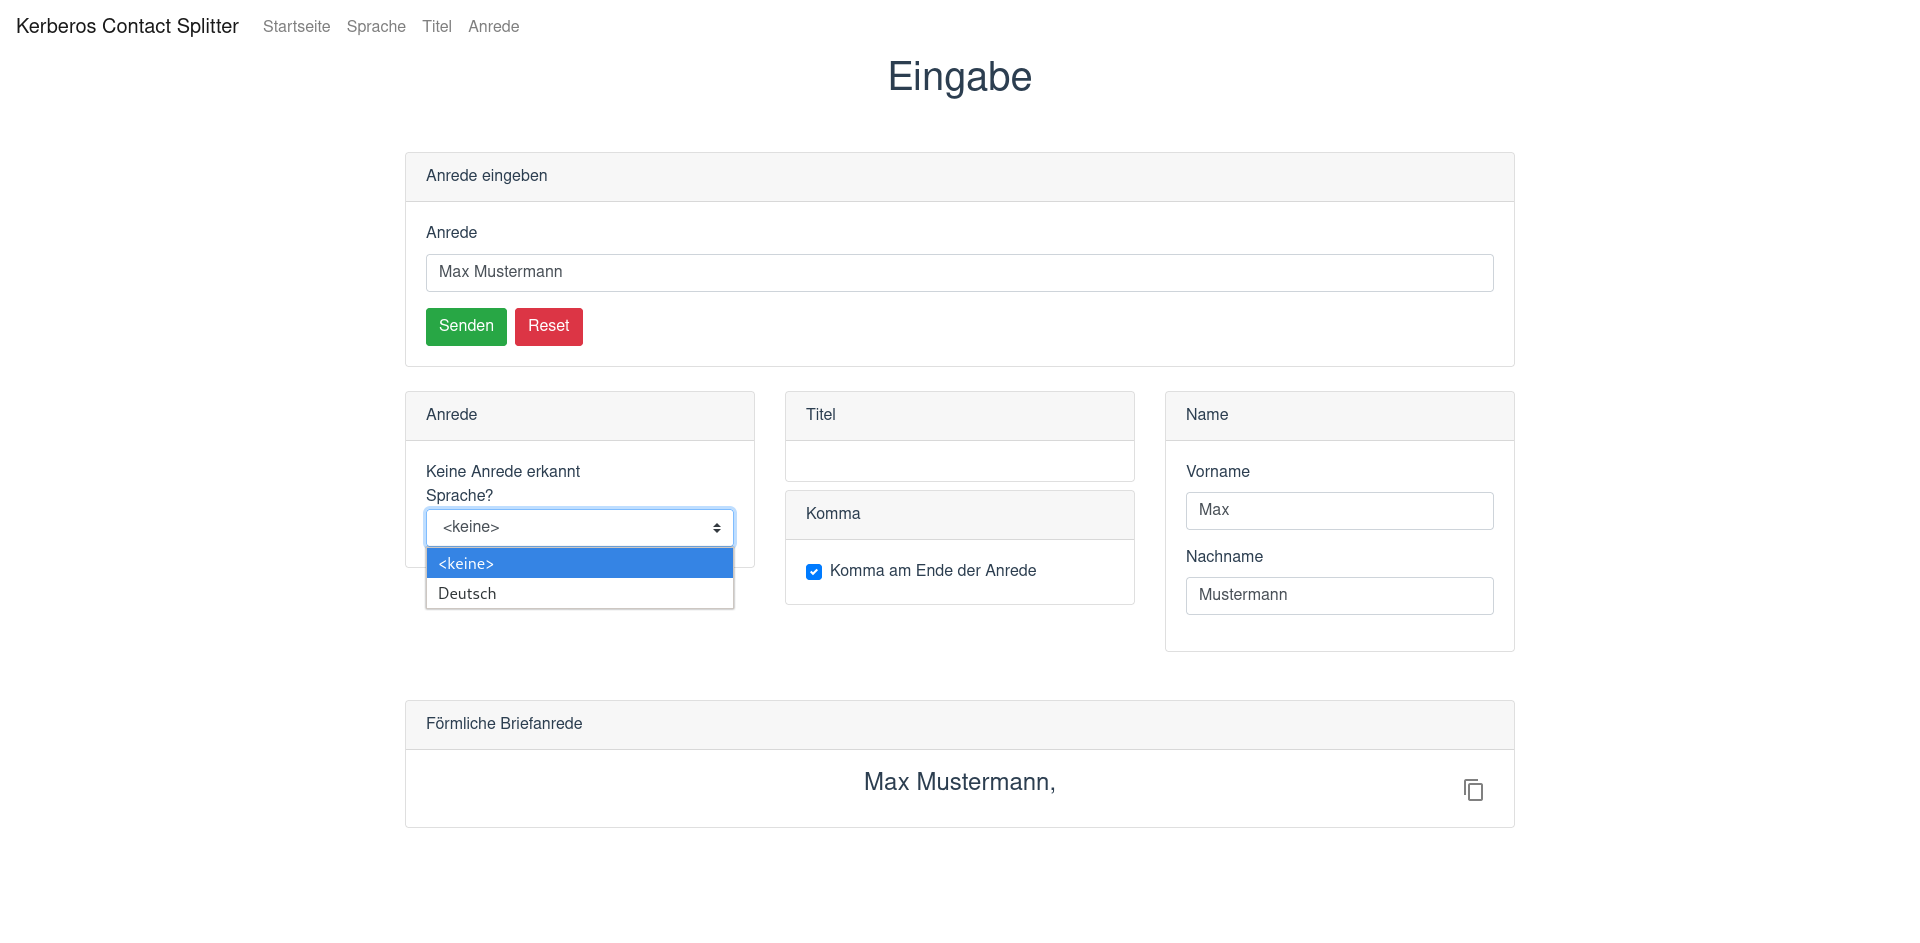 Kerberos Contact Splitter Startseite Sprache Titel Anrede
Eingabe
Anrede eingeben
Anrede
Max Mustermann
Senden Reset
Anrede
Keine Anrede erkannt
Sprache?
<keine>
<keine>
Deutsch
Titel
Komma
Komma am Ende der Anrede
Name
Vorname
Max
Nachname
Mustermann
Förmliche Briefanrede
Max Mustermann,